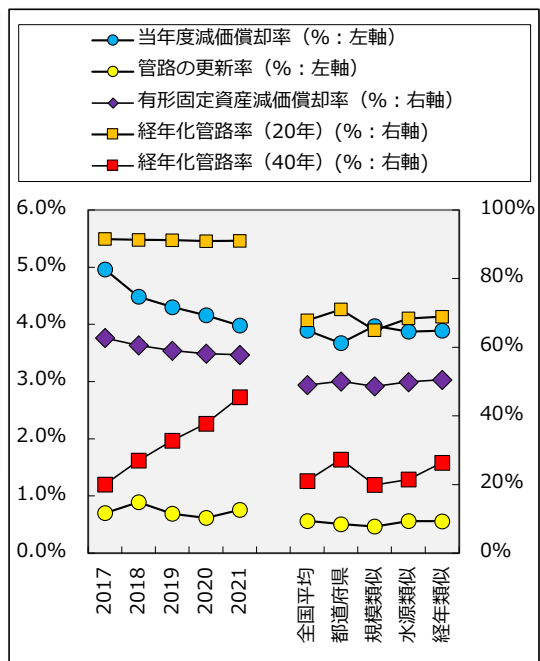 当年度減価償却率（%：左軸）
管路の更新率（%：左軸）
有形固定資産減価償却率（%：右軸）
経年化管路率（20年）(%：右軸)
経年化管路率（40年）(%：右軸)
6.0%
5.0%
4.0%
3.0%
2.0%
1.0%
0.0%
100%
80%
60%
40%
20%
0%
2017
2018
2019
2020
2021
全国平均
都道府県
規模類似
水源類似
経年類似